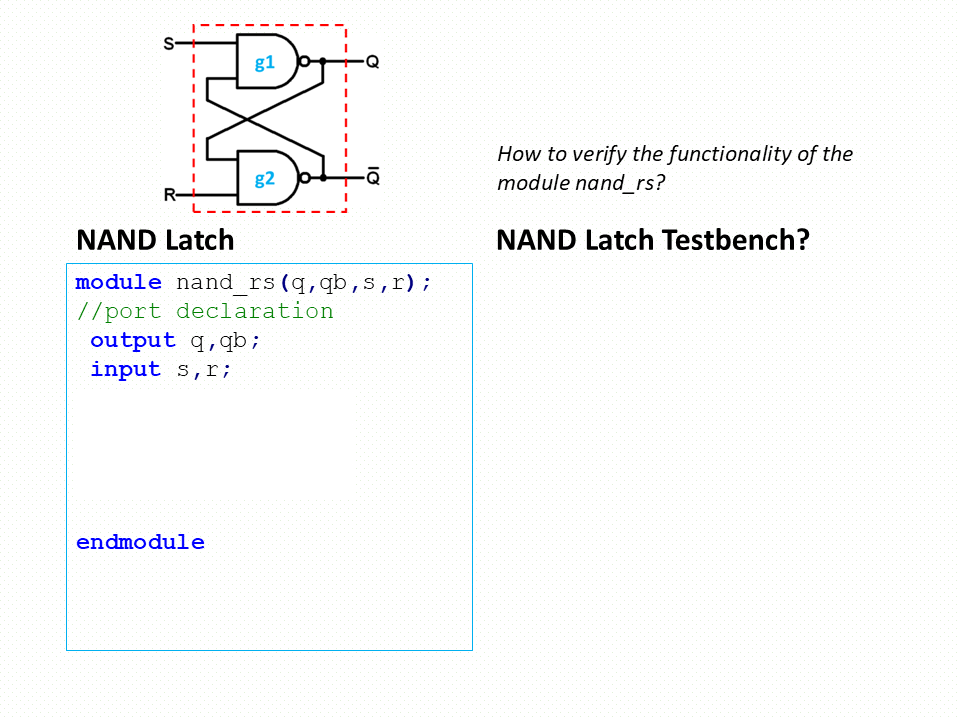 S
g1
Q
g2
Q̅
R
How to verify the functionality of the
module nand_rs?
NAND Latch
NAND Latch Testbench?
module nand_rs(q,qb,s,r);
//port declaration
output q,qb;
input s,r;
endmodule